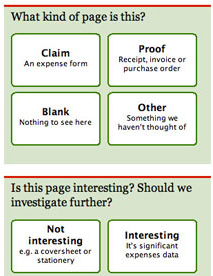 What kind of page is this?
Claim
An expense form
Proof
Receipt, invoice or
purchase order
Blank
Nothing to see here
Other
Something we
haven't thought of
Is this page interesting? Should we
investigate further?
Not
interesting
e.g. a coversheet or
stationery
Interesting
It's significant
expenses data